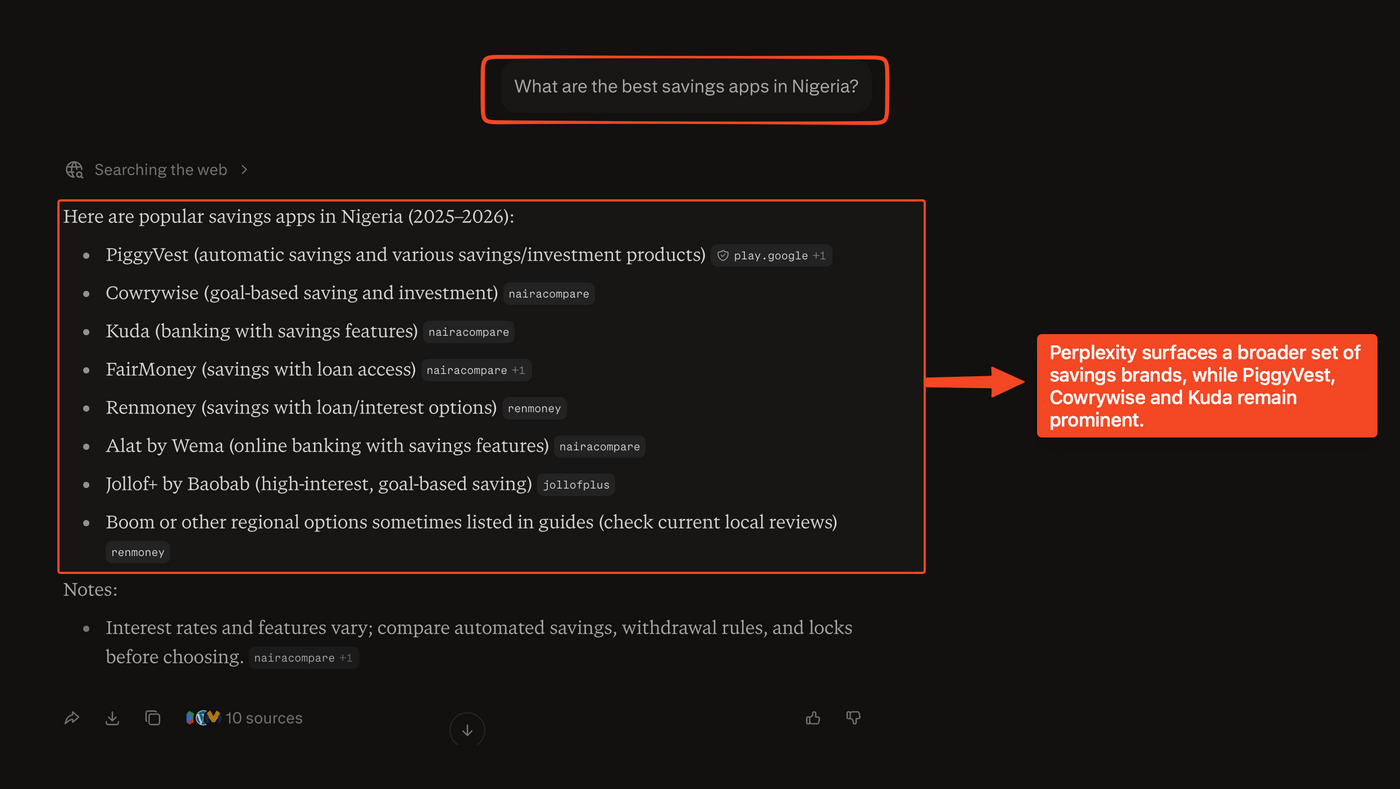 What are the best savings apps in Nigeria?
Searching the web
Here are popular savings apps in Nigeria (2025–2026):
PiggyVest (automatic savings and various savings/investment products) play.google +1
Cowrywise (goal-based saving and investment) nairacompare
Kuda (banking with savings features) nairacompare
FairMoney (savings with loan access) nairacompare +1
Renmoney (savings with loan/interest options) renmoney
Alat by Wema (online banking with savings features) nairacompare
Jollof+ by Baobab (high-interest, goal-based saving) jollofplus
Boom or other regional options sometimes listed in guides (check current local reviews)
renmoney
Perplexity surfaces a broader set of
savings brands, while PiggyVest,
Cowrywise and Kuda remain
prominent.
Notes:
Interest rates and features vary; compare automated savings, withdrawal rules, and locks
before choosing. nairacompare +1
10 sources